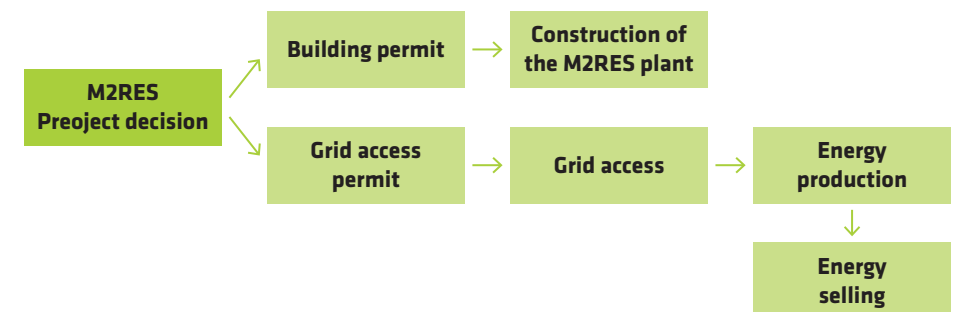 M2RES
Preoject decision
Building permit
Construction of
the M2RES plant
Grid access
permit
Grid access
Energy
production
Energy
selling